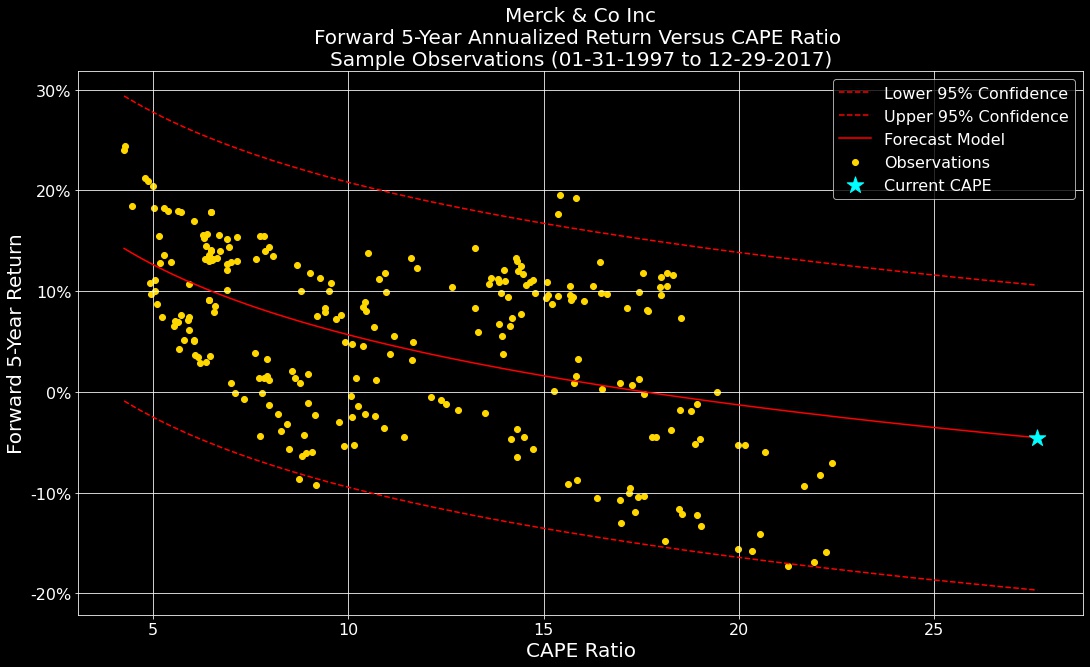 Merck & Co Inc
Forward 5-Year Annualized Return Versus CAPE Ratio
Sample Observations (01-31-1997 to 12-29-2017)
Lower 95% Confidence
Upper 95% Confidence
Forecast Model
Observations
Current CAPE
Forward 5-Year Return
30%
20%
10%
0%
-10%
-20%
5 10 15 20 25
CAPE Ratio